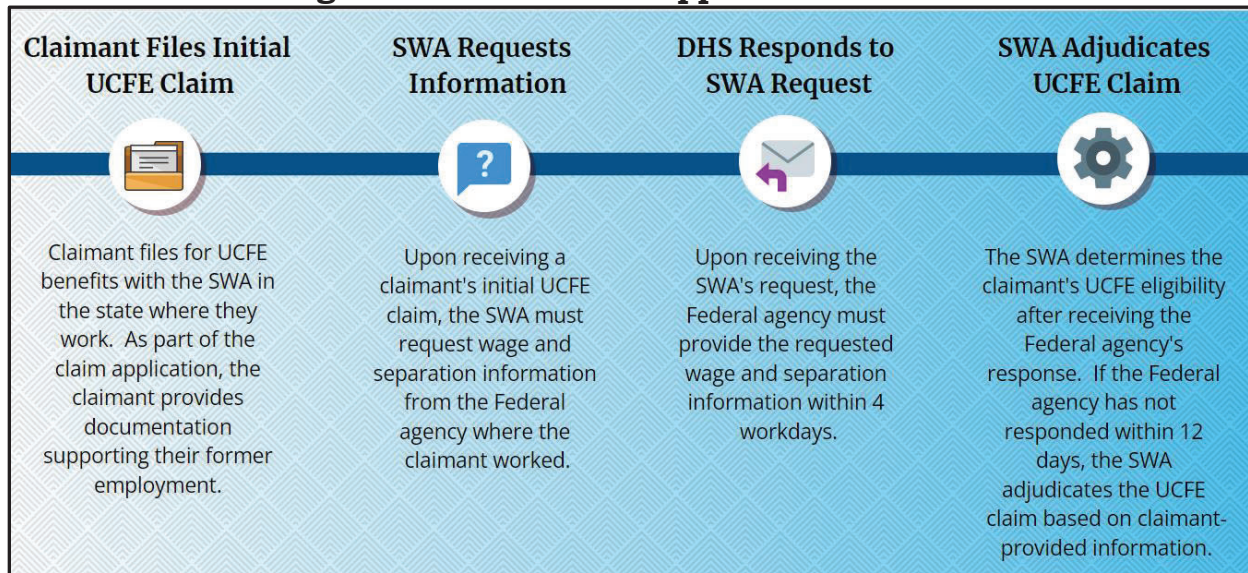 Claimant Files Initial
UCFE Claim
Claimant files for UCFE
benefits with the SWA in
the state where they
work. As part of the
claim application, the
claimant provides
documentation
supporting their former
employment.
SWA Requests
Information
?
Upon receiving a
claimant's initial UCFE
claim, the SWA must
request wage and
separation information
from the Federal
agency where the
claimant worked.
DHS Responds to
SWA Request
Upon receiving the
SWA's request, the
Federal agency must
provide the requested
wage and separation
information within 4
workdays.
SWA Adjudicates
UCFE Claim
The SWA determines the
claimant's UCFE eligibility
after receiving the
Federal agency's
response. If the Federal
agency has not
responded within 12
days, the SWA
adjudicates the UCFE
claim based on claimant-
provided information.